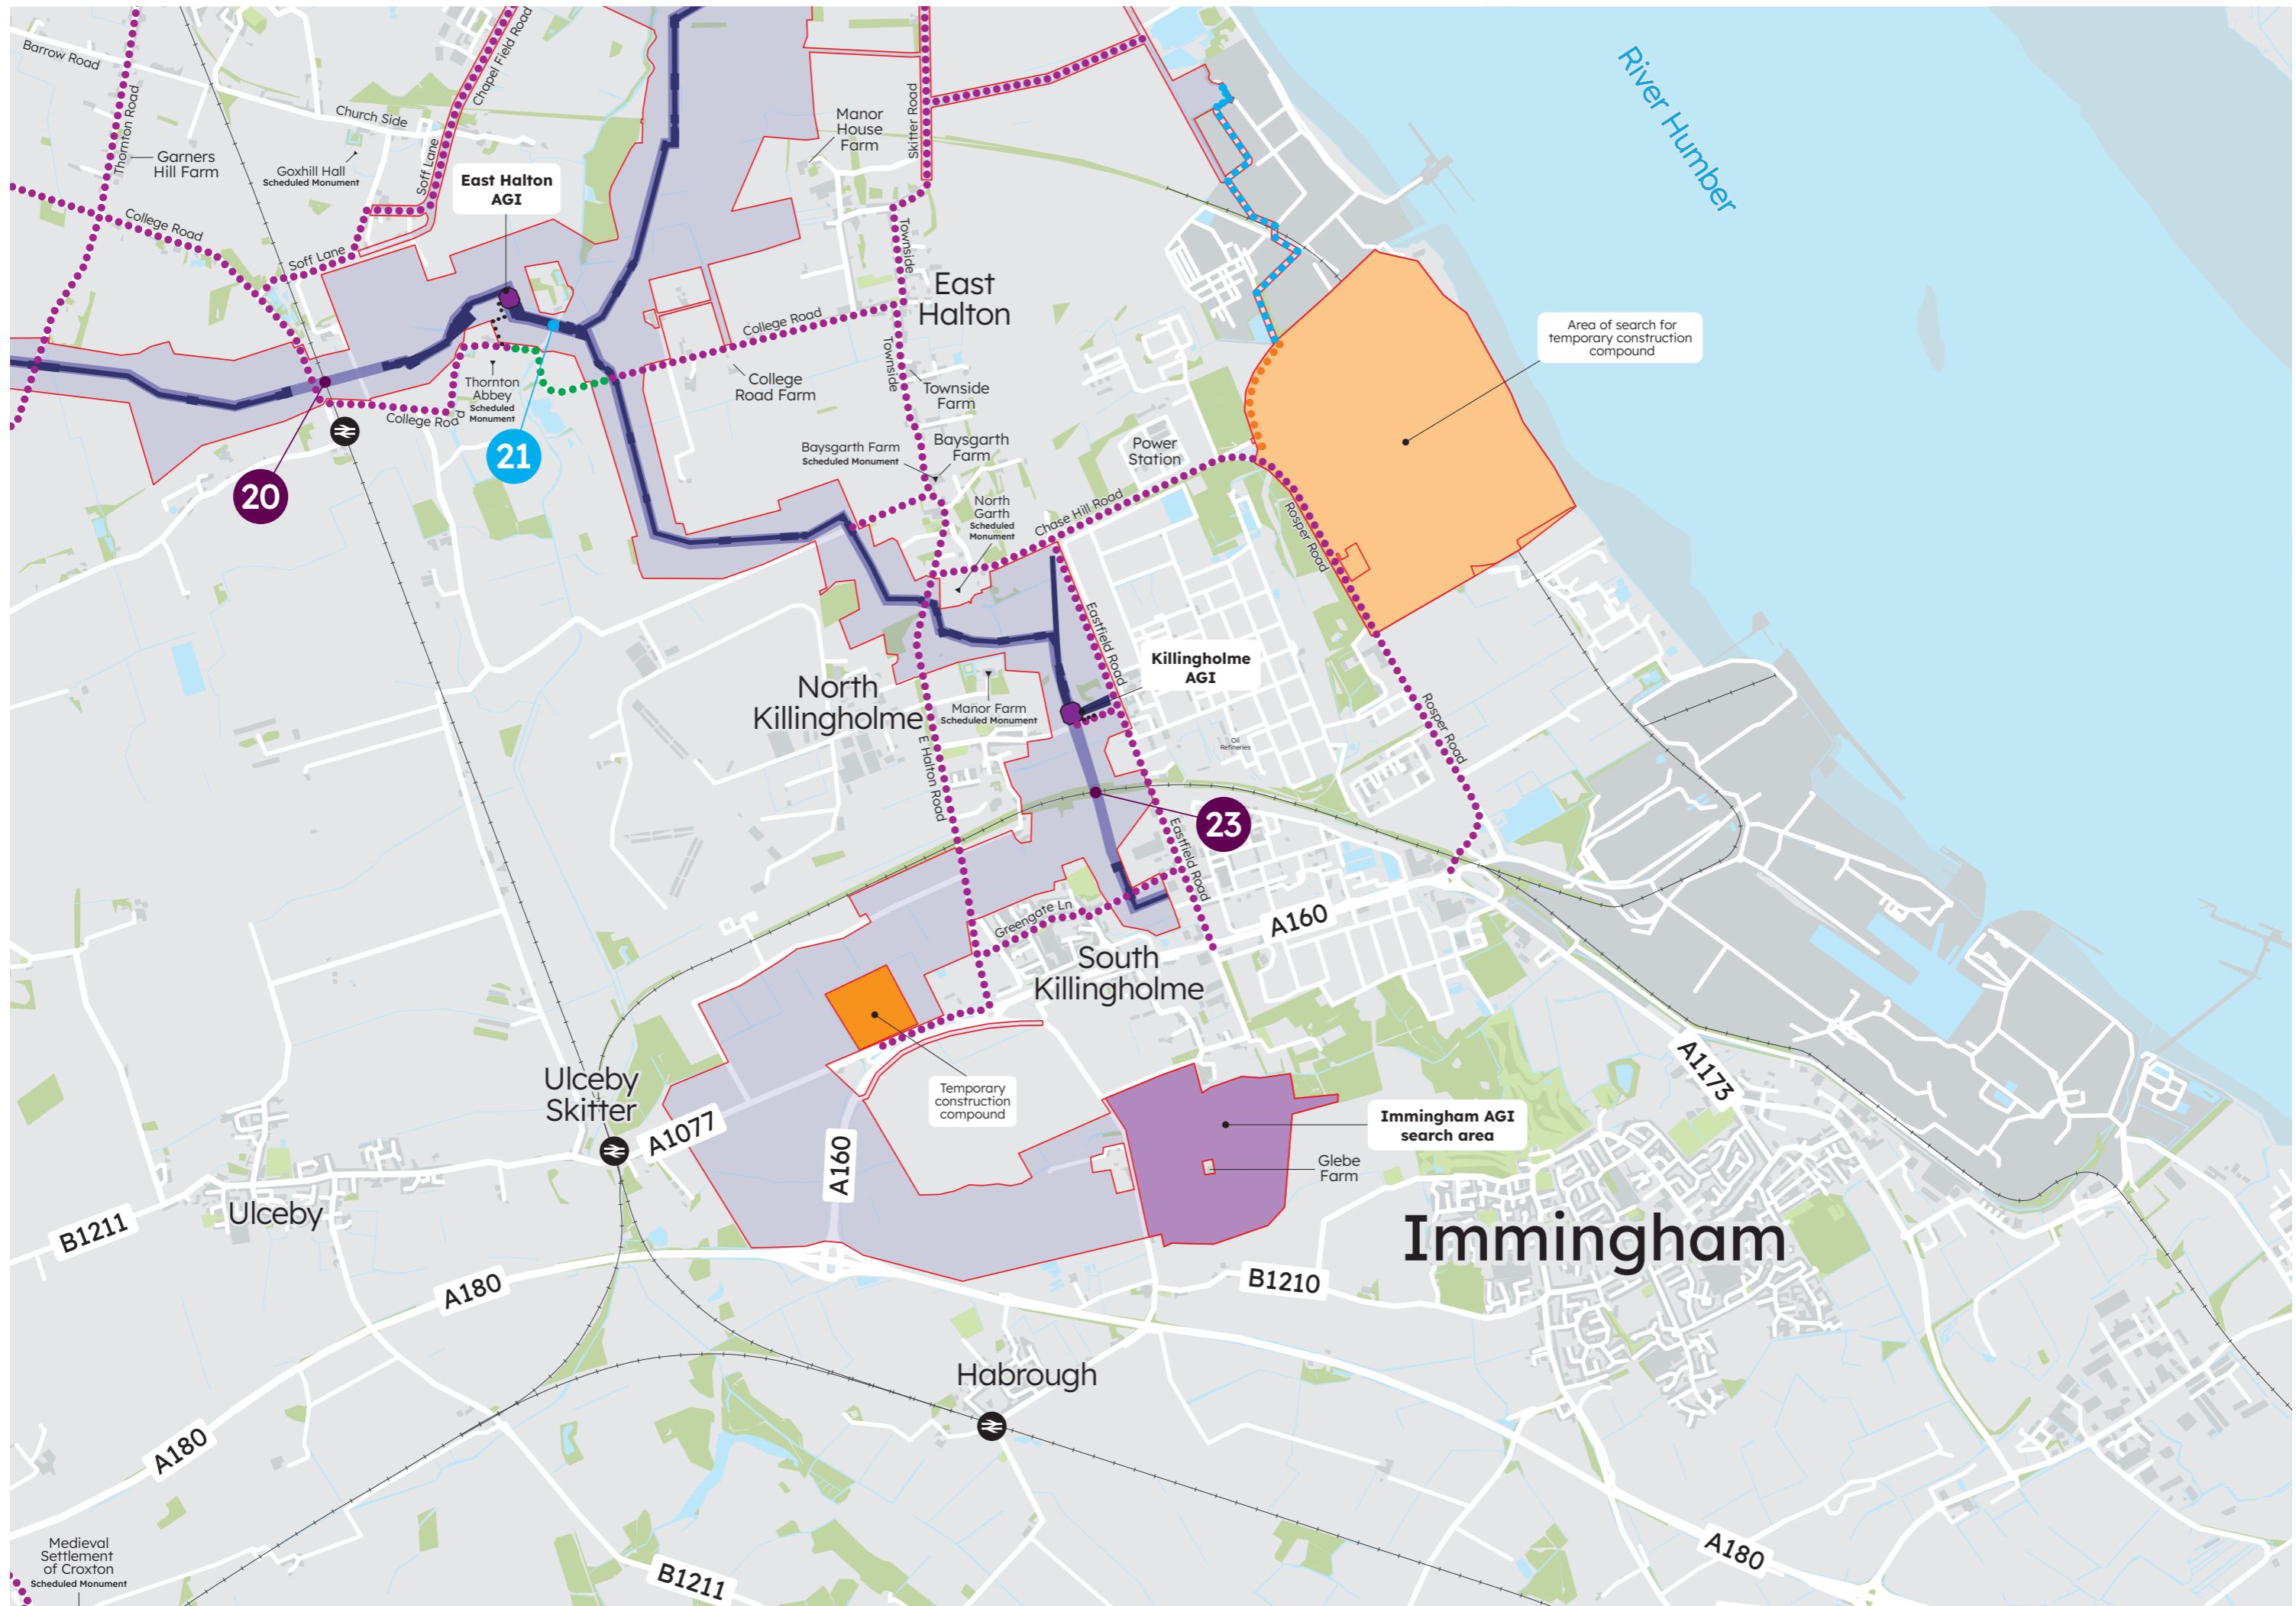 Barrow Road
Thornton Road
Chapel Field Road
Church Side
Garners
Hill Farm
Goxhill Hall
Scheduled Monument
Soff Lane
College Road
Soff Lane
East Halton
AGI
Manor
House
Farm
Skitter Road
River Humber
Townside
East
Halton
College Road
Townside
College
Road Farm
Townside
Farm
Area of search for
temporary construction
compound
Thornton
Abbey
Scheduled
Monument
College Road
21
20
Baysgarth Farm
Scheduled Monument
Baysgarth
Farm
Power
Station
North
Garth
Scheduled
Monument
Chase Hill Road
Rosper Road
Eastfield Road
Killingholme
AGI
North
Killingholme
Manor Farm
Scheduled Monument
Oil
Refineries
Rosper Road
E Halton Road
23
Eastfield Road
Greengate Ln
A160
South
Killingholme
Temporary
construction
compound
Ulceby
Skitter
A1077
A160
A1173
Immingham AGI
search area
Glebe
Farm
Ulceby
B1211
Immingham
A180
B1210
Habrough
A180
Medieval
Settlement
of Croxton
Scheduled Monument
B1211
A180